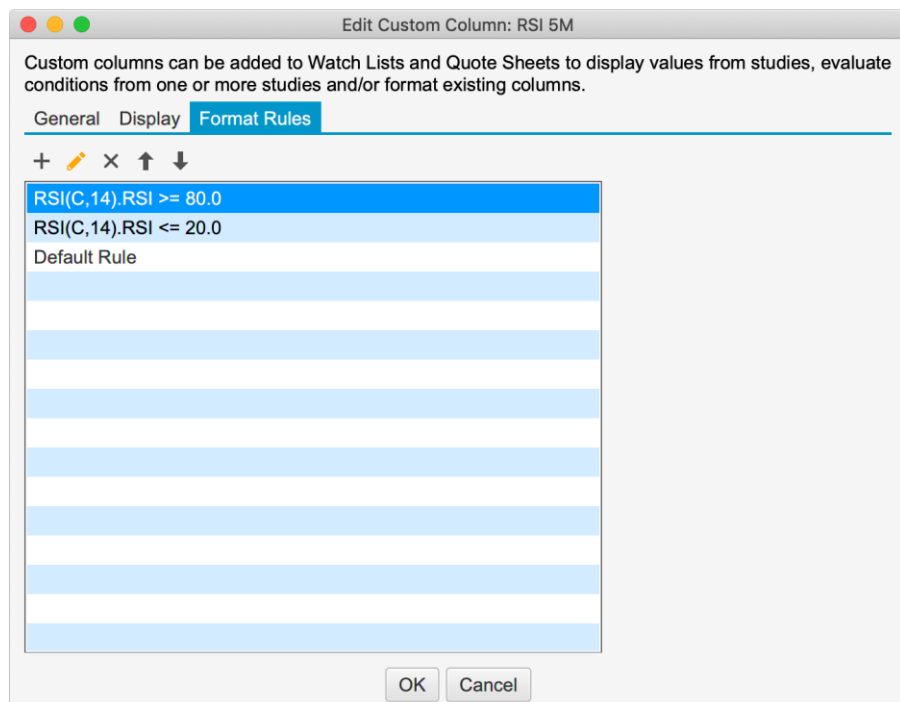 Edit Custom Column: RSI 5M
Custom columns can be added to Watch Lists and Quote Sheets to display values from studies, evaluate
conditions from one or more studies and/or format existing columns.
General Display Format Rules
RSI(C,14).RSI >= 80.0
RSI(C,14).RSI <= 20.0
Default Rule
OK Cancel